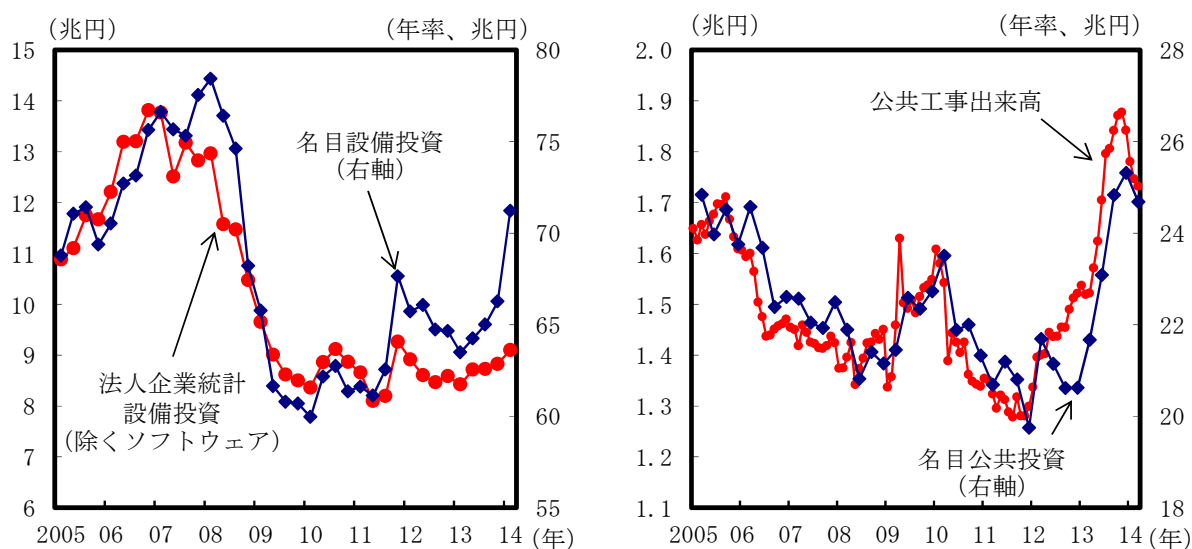 (兆円)
(年率、兆円)
15
14
13
12
11
10
9
8
7
6
80
75
70
65
60
55
名目設備投資
(右軸)
法人企業統計
設備投資
(除くソフトウェア)
2005 06 07 08 09 10 11 12 13 14 (年)
(兆円)
(年率、兆円)
2.0
1.9
1.8
1.7
1.6
1.5
1.4
1.3
1.2
1.1
28
26
24
22
20
18
公共工事出来高
名目公共投資
(右軸)
2005 06 07 08 09 10 11 12 13 14 (年)